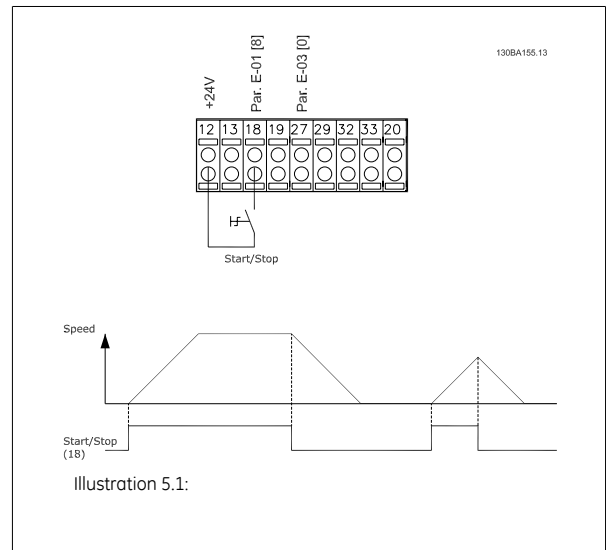 130BA155.13
+24V
Par. E-01 [8]
Par. E-03 [0]
12 13 18 19 27 29 32 33 20
Start/Stop
Speed
Start/Stop
(18)
Illustration 5.1: